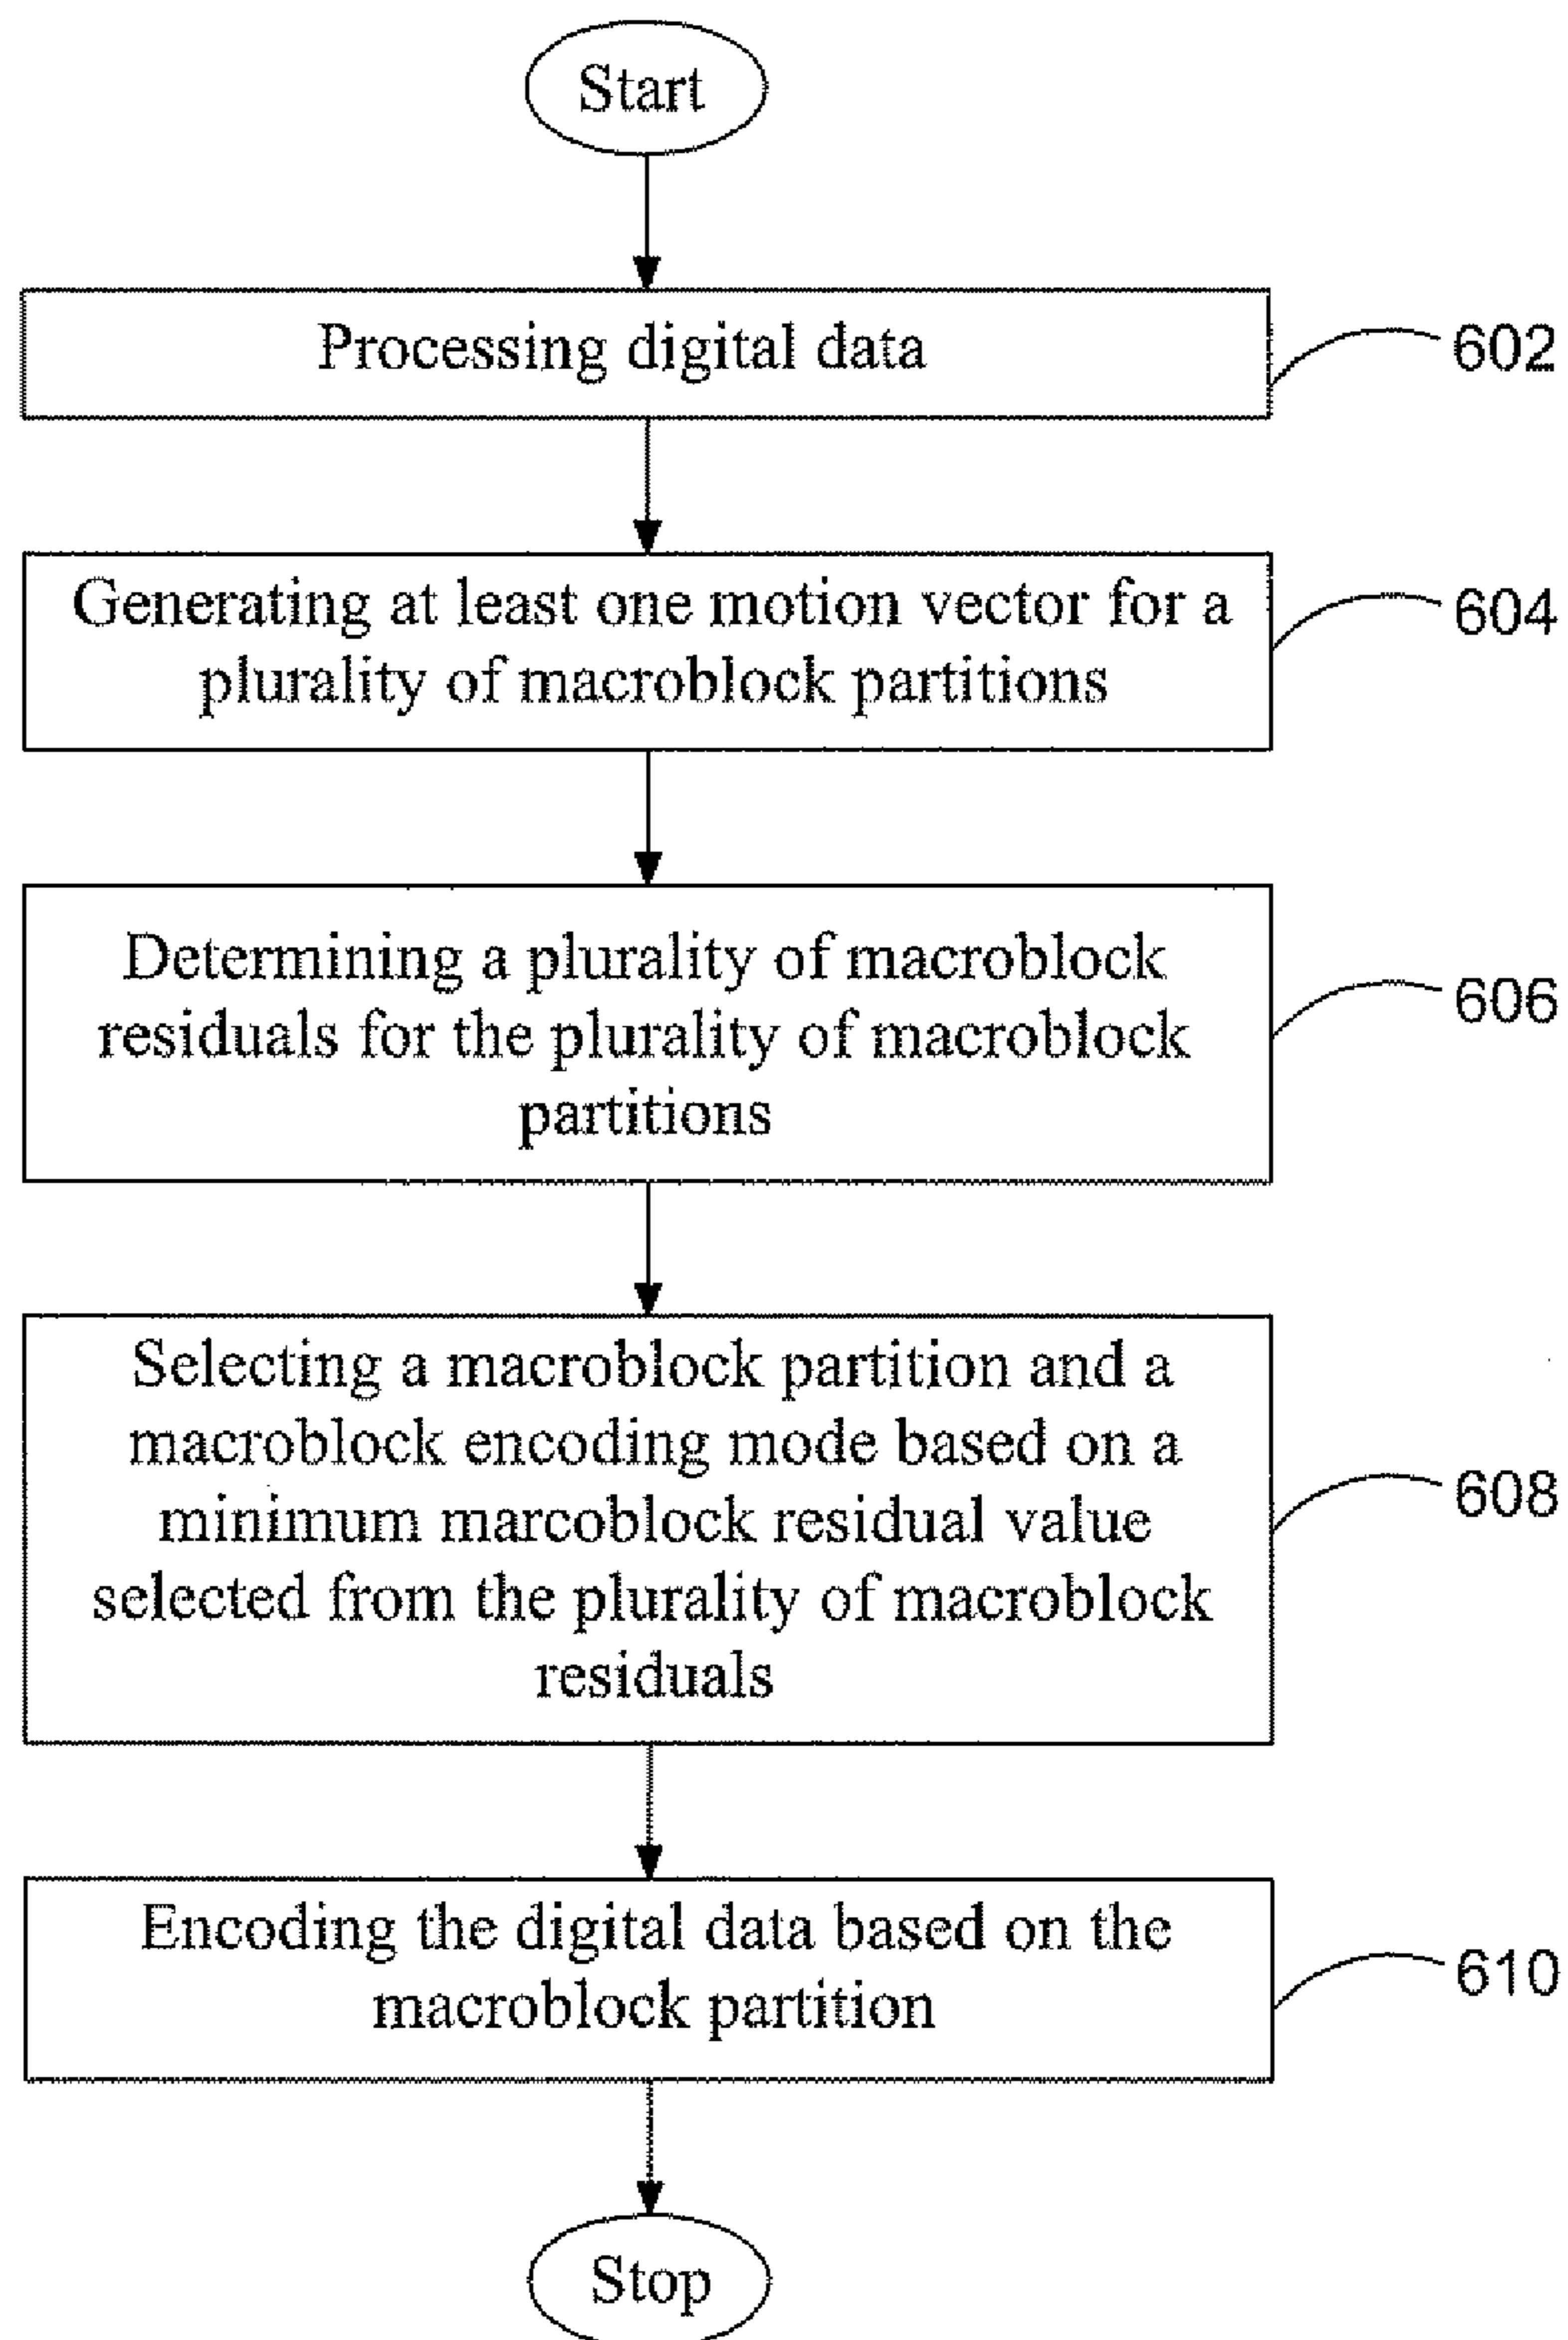 Start
Processing digital data
602
Generating at least one motion vector for a
plurality of macroblock partitions
604
Determining a plurality of macroblock
residuals for the plurality of macroblock
partitions
606
Selecting a macroblock partition and a
macroblock encoding mode based on a
minimum marcoblock residual value
selected from the plurality of macroblock
residuals
608
Encoding the digital data based on the
macroblock partition
610
Stop